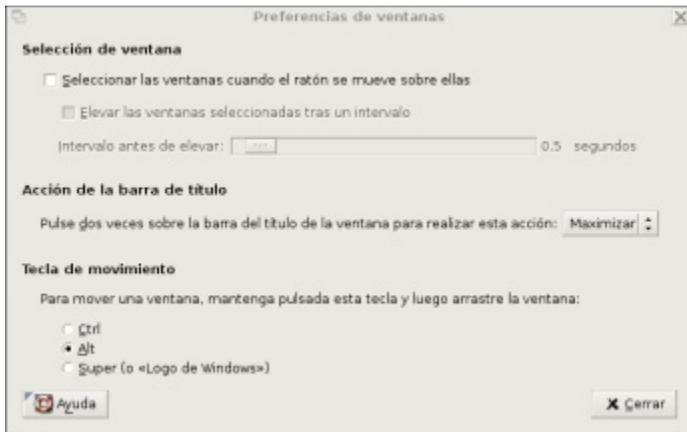 Preferencias de ventanas
Selección de ventana
Seleccionar las ventanas cuando el ratón se mueve sobre ellas
Elevar las ventanas seleccionadas tras un intervalo
Intervalo antes de elevar: 0.5 segundos
Acción de la barra de título
Pulse dos veces sobre la barra del título de la ventana para realizar esta acción: Maximizar
Tecla de movimiento
Para mover una ventana, mantenga pulsada esta tecla y luego arrastre la ventana:
Ctrl
Alt
Super (o «Logo de Windows»)
Ayuda Cerrar